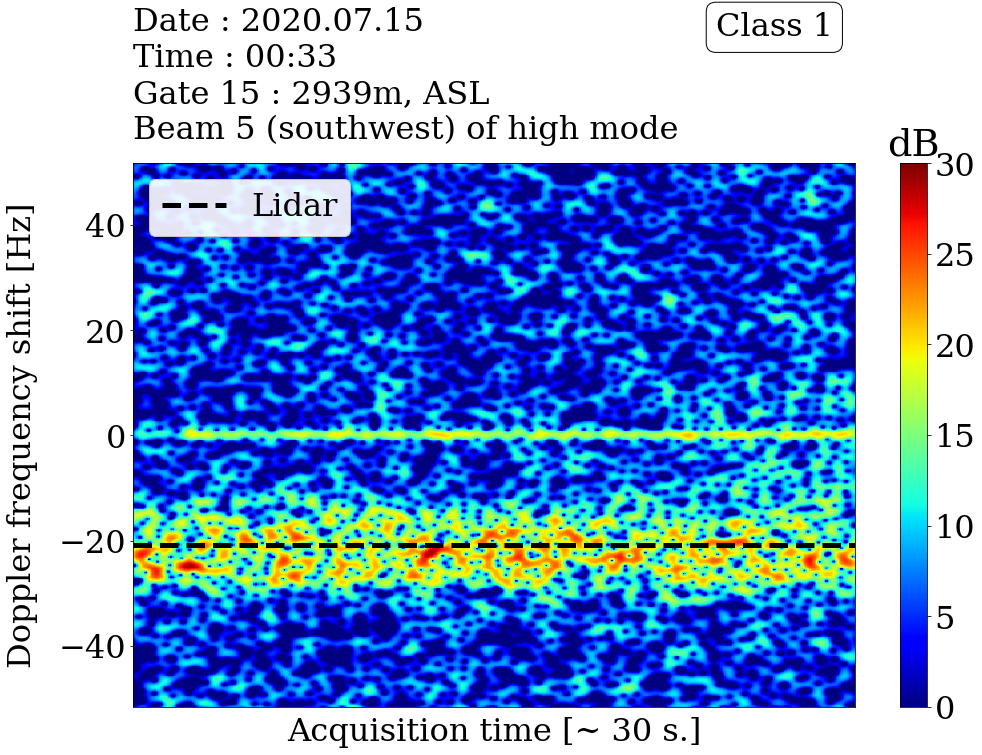 Date : 2020.07.15
Time : 00:33
Gate 15 : 2939m, ASL
Beam 5 (southwest) of high mode
Class 1
dB
Lidar
Doppler frequency shift [Hz]
40
20
0
−20
−40
30
25
20
15
10
5
0
Acquisition time [~ 30 s.]